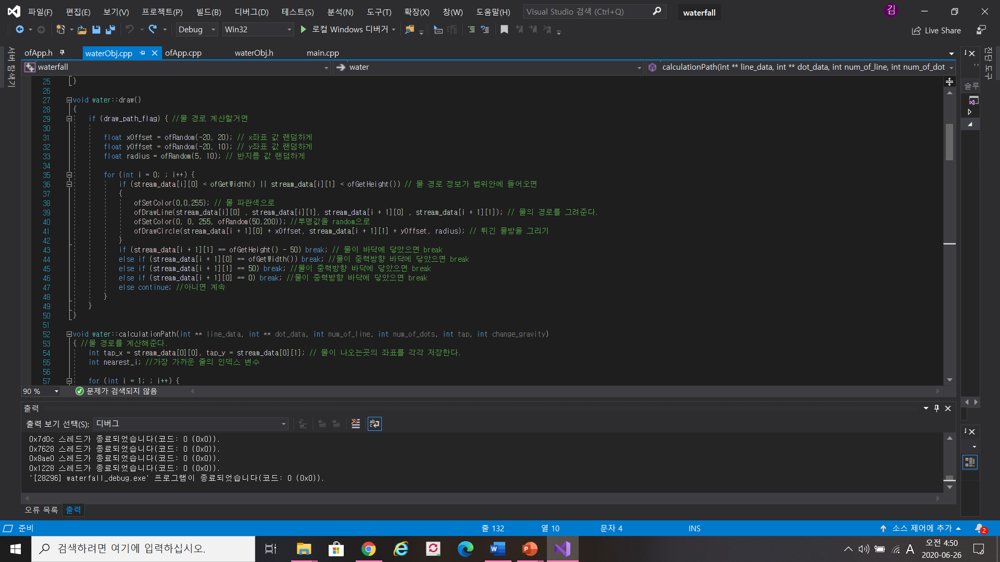 파일(F) 편집(E) 보기(V) 프로젝트(P) 빌드(B) 디버그(D) 테스트(S) 분석(N) 도구(T) 확장(X) 창(W) 도움말(H) Visual Studio 검색 (Ctrl+Q) waterfall 김
Debug Win32 로컬 Windows 디버거 Live Share
서버 탐색기
ofApp.h waterObj.cpp ofApp.cpp waterObj.h main.cpp
진단 도구
waterfall water calculationPath(int ** line_data, int ** dot_data, int num_of_line, int num_of_dot
솔루
25 }
26
27 void water::draw()
28 {
29 if (draw_path_flag) { //물 경로 계산할거면
30
31 float xOffset = ofRandom(-20, 20); // x좌표 값 랜덤하게
32 float yOffset = ofRandom(-20, 10); // y좌표 값 랜덤하게
33 float radius = ofRandom(5, 10); // 반지름 값 랜덤하게
34
35 for (int i = 0; ; i++) {
36 if (stream_data[i][0] < ofGetWidth() || stream_data[i][1] < ofGetHeight()) // 물 경로 정보가 범위안에 들어오면
37 {
38 ofSetColor(0,0,255); // 물 파란색으로
39 ofDrawLine(stream_data[i][0] , stream_data[i][1], stream_data[i + 1][0] , stream_data[i + 1][1]); // 물의 경로를 그려준다.
40 ofSetColor(0, 0, 255, ofRandom(50,200)); //투명값을 random으로
41 ofDrawCircle(stream_data[i + 1][0] + xOffset, stream_data[i + 1][1] + yOffset, radius); // 튀긴 물방울 그리기
42 }
43 if (stream_data[i + 1][1] == ofGetHeight() - 50) break; // 물이 바닥에 닿았으면 break
44 else if (stream_data[i + 1][0] == ofGetWidth()) break; //물이 중력방향 바닥에 닿았으면 break
45 else if (stream_data[i + 1][1] == 50) break; //물이 중력방향 바닥에 닿았으면 break
46 else if (stream_data[i + 1][0] == 0) break; //물이 중력방향 바닥에 닿았으면 break
47 else continue; //아니면 계속
48 }
49 }
50 }
51
52 void water::calculationPath(int ** line_data, int ** dot_data, int num_of_line, int num_of_dots, int tap, int change_gravity)
53 { //물 경로를 계산해준다.
54 int tap_x = stream_data[0][0], tap_y = stream_data[0][1]; // 물이 나오는곳의 좌표를 각각 저장한다.
55 int nearest_i; //가장 가까운 줄의 인덱스 변수
56
57 for (int i = 1; ; i++) {
90 % 문제가 검색되지 않음
출력
출력 보기 선택(S): 디버그
0x7d0c 스레드가 종료되었습니다(코드: 0 (0x0)).
0x7628 스레드가 종료되었습니다(코드: 0 (0x0)).
0x8ae0 스레드가 종료되었습니다(코드: 0 (0x0)).
0x1228 스레드가 종료되었습니다(코드: 0 (0x0)).
'[28296] waterfall_debug.exe' 프로그램이 종료되었습니다(코드: 0 (0x0)).
오류 목록 출력
준비 줄 132 열 10 문자 4 INS 소스 제어에 추가 2
검색하려면 여기에 입력하십시오. A 오전 4:50
2020-06-26